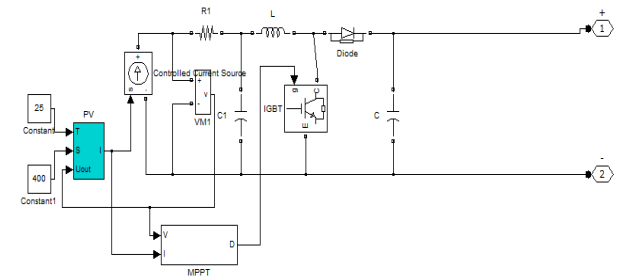 R1
L
+
1
Diode
+
-
s
Controlled Current Source
+
-
v
VM1
C1
g
C
E
IGBT
C
25
Constant
PV
T
S
I
Uout
400
Constant1
-
2
V
I
D
MPPT